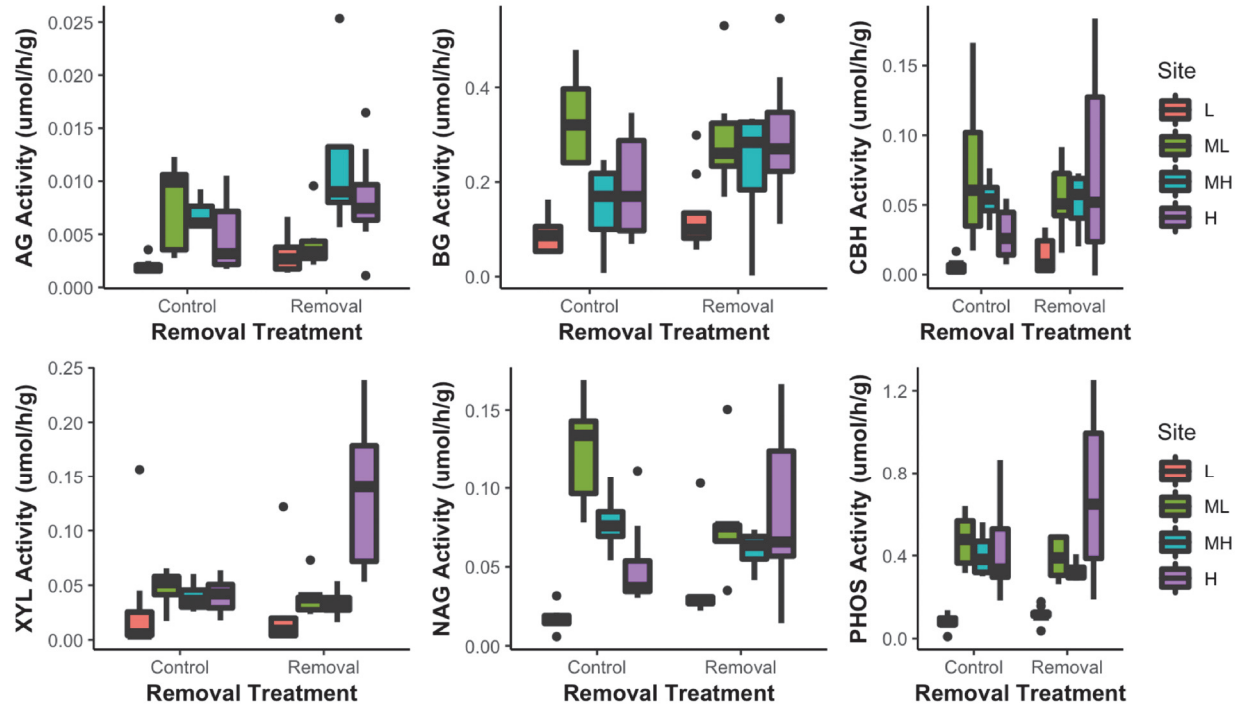 AG Activity (umol/h/g)
0.025
0.020
0.015
0.010
0.005
0.000
Control
Removal
Removal Treatment
BG Activity (umol/h/g)
0.4
0.2
0.0
Control
Removal
Removal Treatment
CBH Activity (umol/h/g)
0.15
0.10
0.05
0.00
Control
Removal
Removal Treatment
Site
L
ML
MH
H
XYL Activity (umol/h/g)
0.25
0.20
0.15
0.10
0.05
0.00
Control
Removal
Removal Treatment
NAG Activity (umol/h/g)
0.15
0.10
0.05
0.00
Control
Removal
Removal Treatment
PHOS Activity (umol/h/g)
1.2
0.8
0.4
0.0
Control
Removal
Removal Treatment
Site
L
ML
MH
H